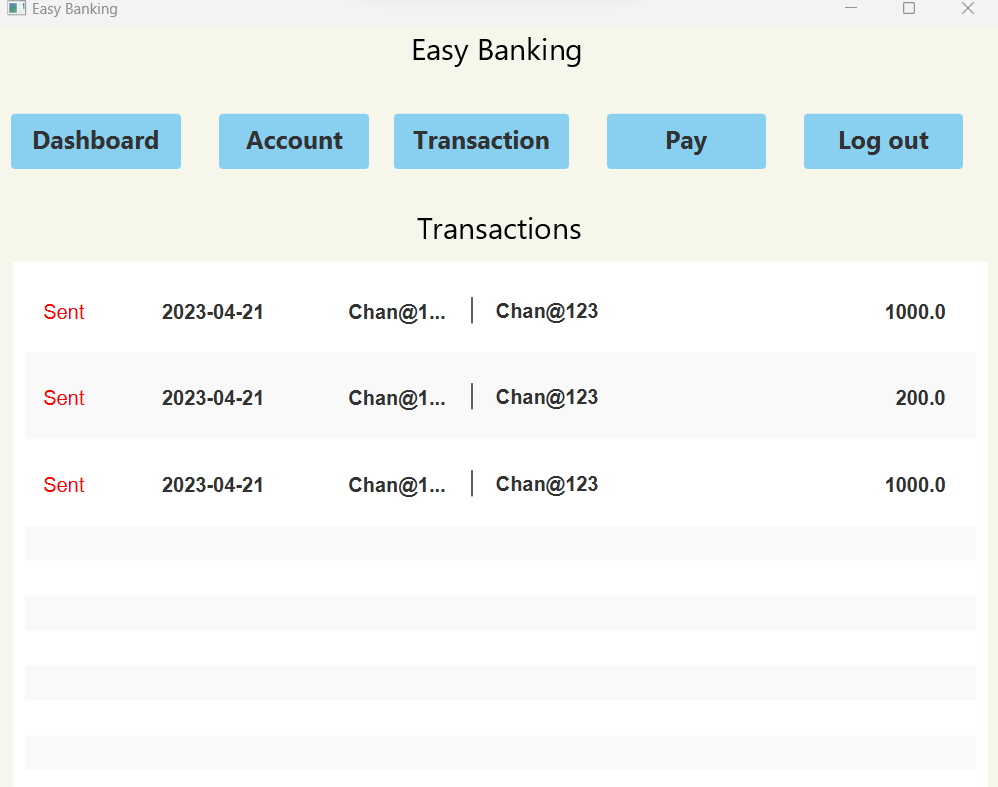 Easy Banking
Easy Banking
Dashboard Account Transaction Pay Log out
Transactions
Sent 2023-04-21 Chan@1... | Chan@123 1000.0
Sent 2023-04-21 Chan@1... | Chan@123 200.0
Sent 2023-04-21 Chan@1... | Chan@123 1000.0